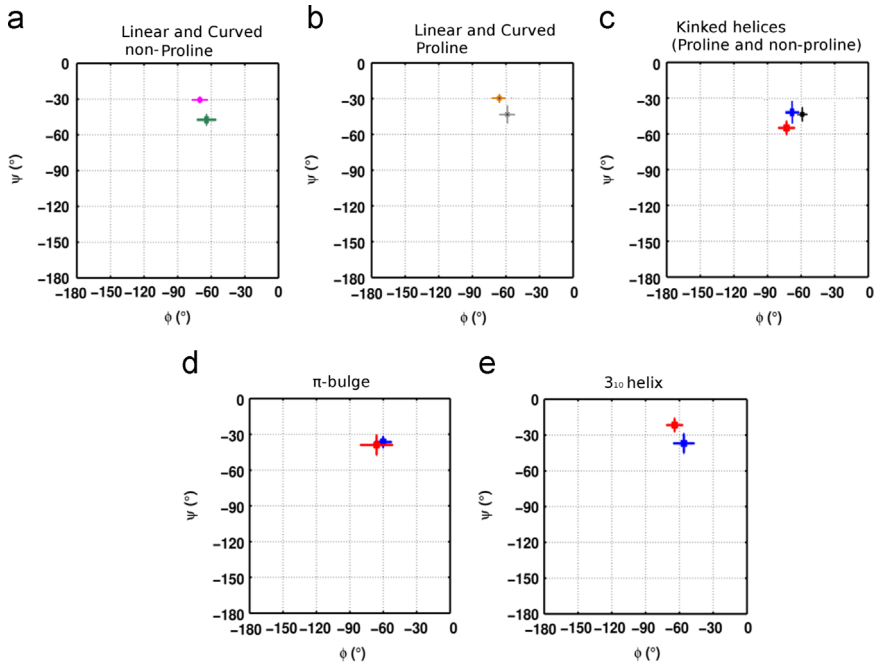 a
Linear and Curved
non-Proline
0
−30
−60
−90
−120
−150
−180
ψ (°)
−180 −150 −120 −90 −60 −30 0
ϕ (°)
b
Linear and Curved
Proline
0
−30
−60
−90
−120
−150
−180
ψ (°)
−180 −150 −120 −90 −60 −30 0
ϕ (°)
c
Kinked helices
(Proline and non-proline)
0
−30
−60
−90
−120
−150
−180
ψ (°)
−180 −150 −120 −90 −60 −30 0
ϕ (°)
d
π-bulge
0
−30
−60
−90
−120
−150
−180
ψ (°)
−180 −150 −120 −90 −60 −30 0
ϕ (°)
e
3₁₀ helix
0
−30
−60
−90
−120
−150
−180
ψ (°)
−180 −150 −120 −90 −60 −30 0
ϕ (°)